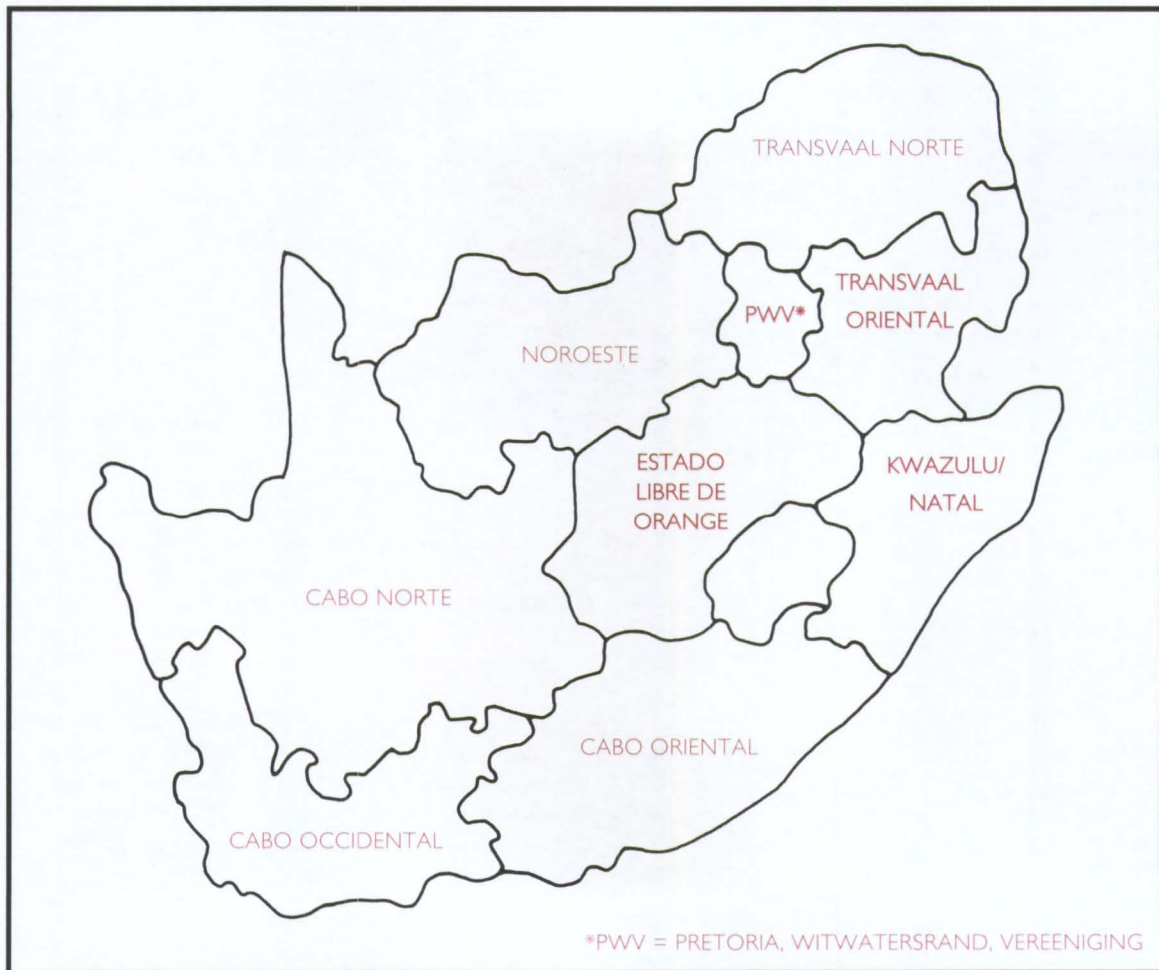 TRANSVAAL NORTE
TRANSVAAL
ORIENTAL
PWV*
NOROESTE
ESTADO
LIBRE DE
ORANGE
KWAZULU/
NATAL
CABO NORTE
CABO ORIENTAL
CABO OCCIDENTAL
*PWV = PRETORIA, WITWATERSRAND, VEREENIGING